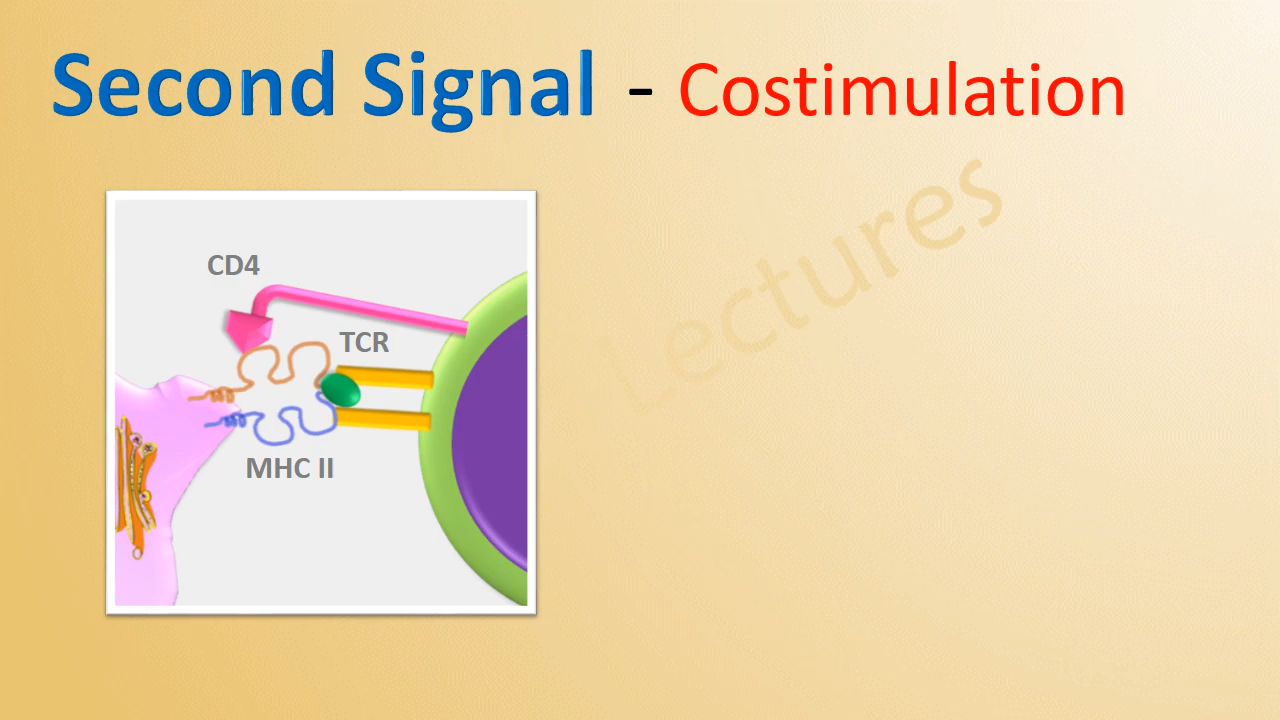 Second Signal - Costimulation
Lectures
CD4
TCR
MHC II